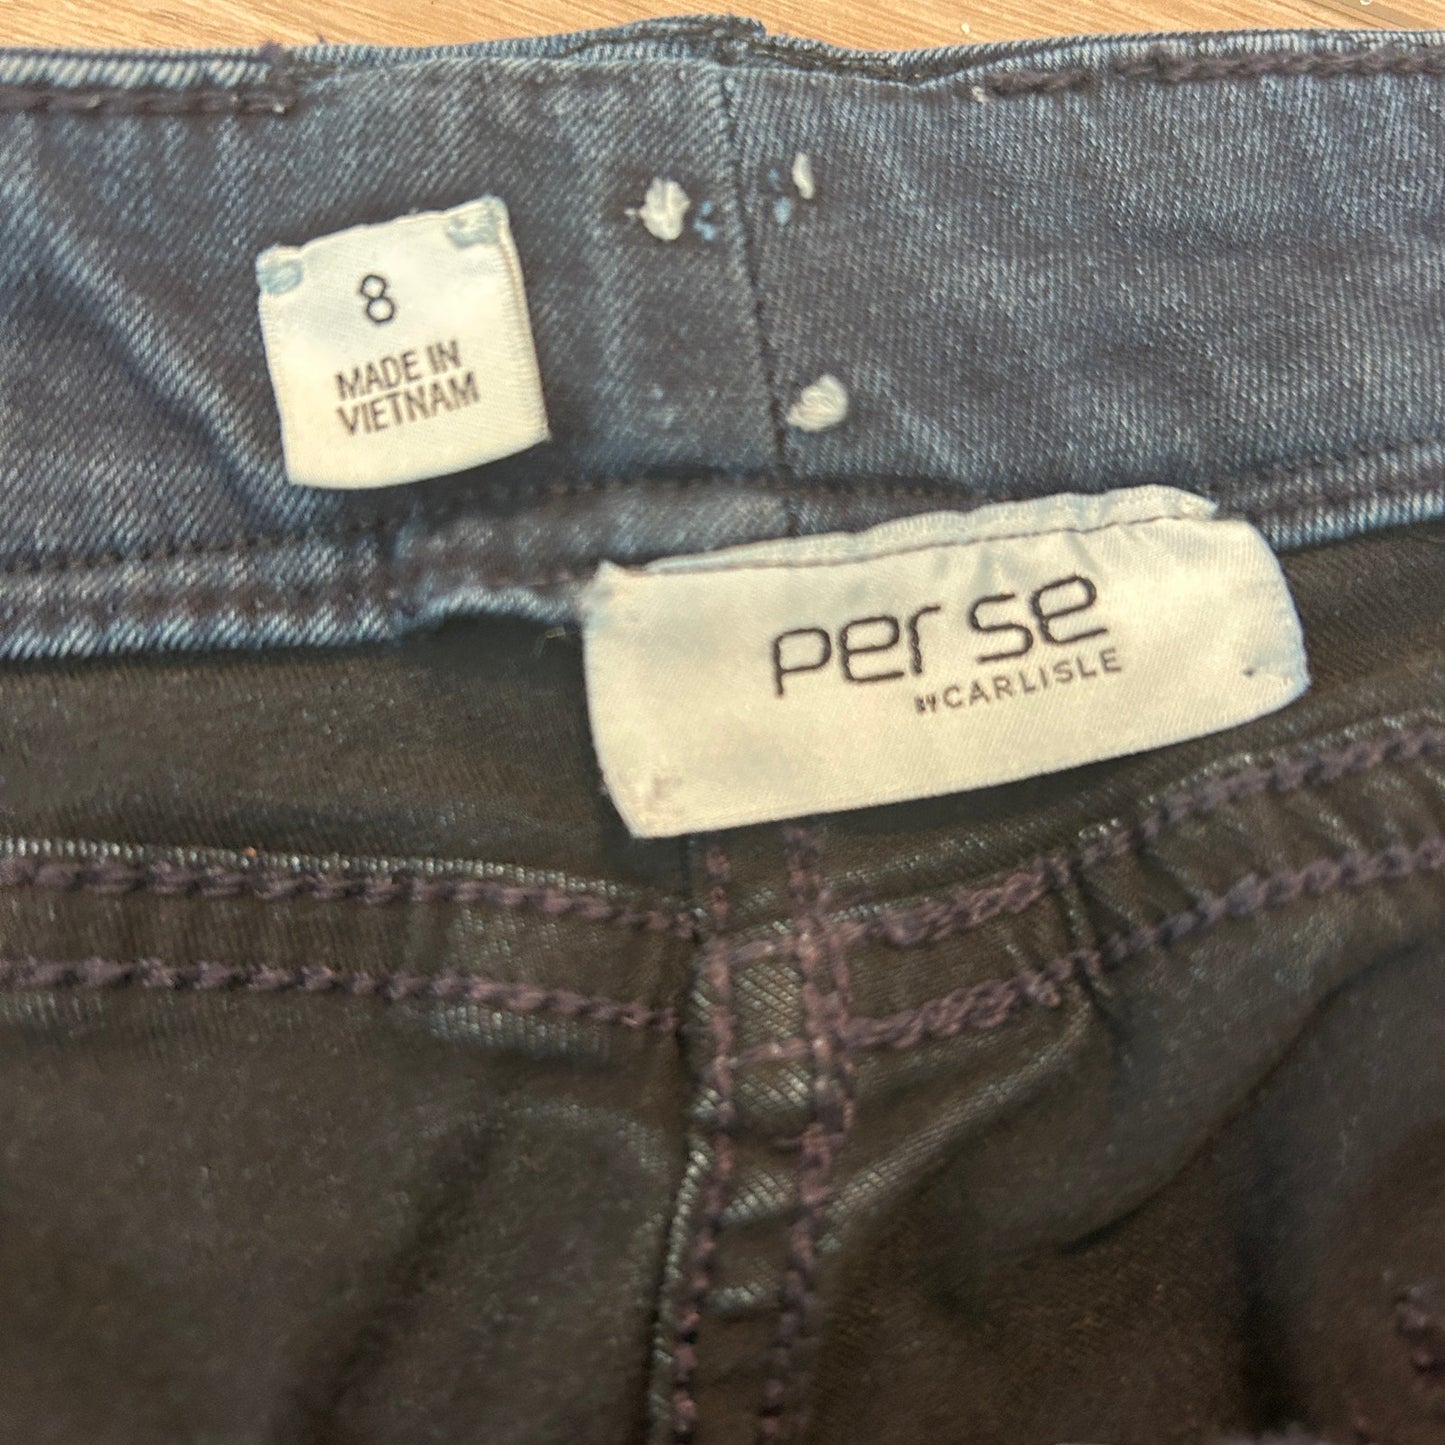 8
MADE IN
VIETNAM
Per se
BY CARLISLE